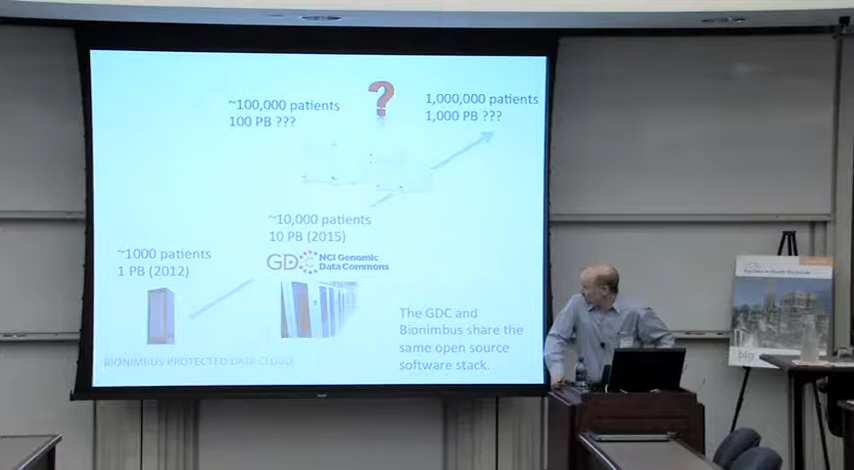 ~100,000 patients
100 PB ???
?
1,000,000 patients
1,000 PB ???
~10,000 patients
10 PB (2015)
GDC NCI Genomic
Data Commons
~1000 patients
1 PB (2012)
The GDC and
Bionimbus share the
same open source
software stack.
BIONIMBUS PROTECTED DATA CLOUD